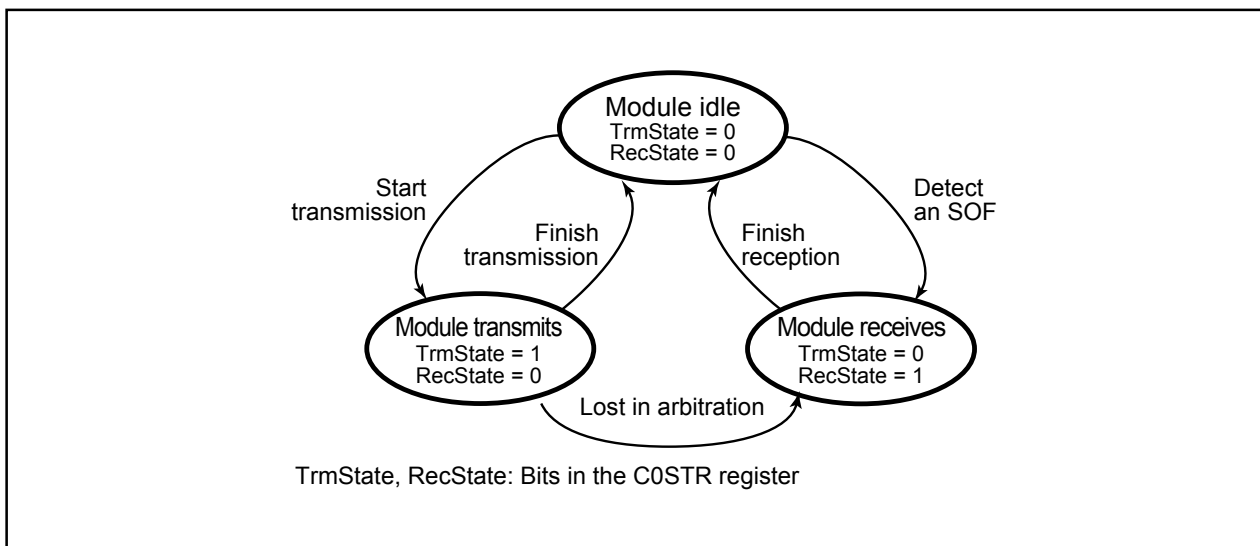 Module idle
TrmState = 0
RecState = 0
Start
transmission
Detect
an SOF
Finish
transmission
Finish
reception
Module transmits
TrmState = 1
RecState = 0
Module receives
TrmState = 0
RecState = 1
Lost in arbitration
TrmState, RecState: Bits in the C0STR register